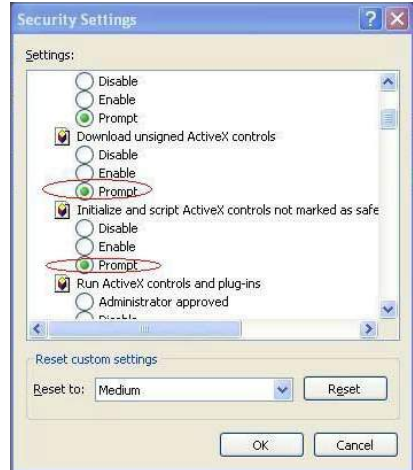 Security Settings
Settings:
Disable
Enable
Prompt
Download unsigned ActiveX controls
Disable
Enable
Prompt
Initialize and script ActiveX controls not marked as safe
Disable
Enable
Prompt
Run ActiveX controls and plug-ins
Administrator approved
Disable
Reset custom settings
Reset to: Medium Reset
OK Cancel